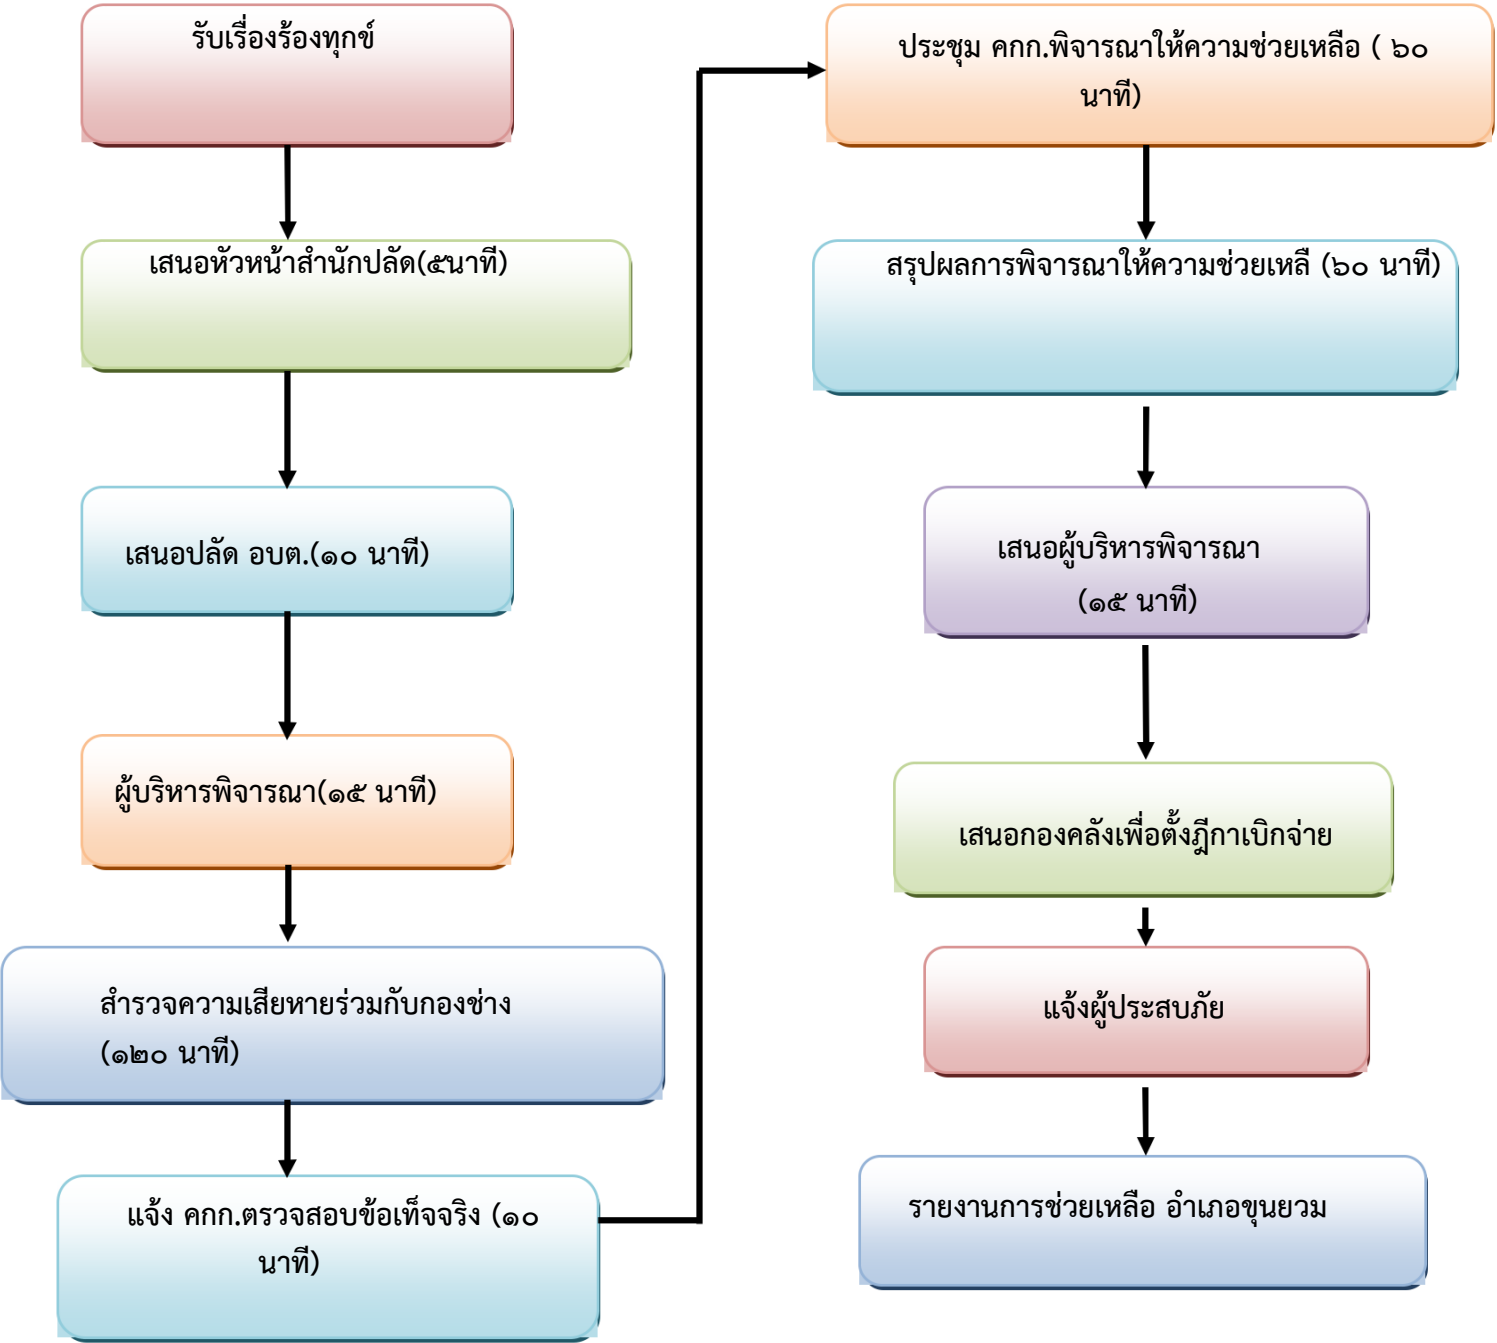 รับเรื่องร้องทุกข์
เสนอหัวหน้าสำนักปลัด(๕นาที)
เสนอปลัด อบต.(๑๐ นาที)
ผู้บริหารพิจารณา(๑๕ นาที)
สำรวจความเสียหายร่วมกับกองช่าง
(๑๒๐ นาที)
แจ้ง คกก.ตรวจสอบข้อเท็จจริง (๑๐
นาที)
ประชุม คกก.พิจารณาให้ความช่วยเหลือ ( ๖๐
นาที)
สรุปผลการพิจารณาให้ความช่วยเหลื (๖๐ นาที)
เสนอผู้บริหารพิจารณา
(๑๕ นาที)
เสนอกองคลังเพื่อตั้งฎีกาเบิกจ่าย
แจ้งผู้ประสบภัย
รายงานการช่วยเหลือ อำเภอขุนยวม